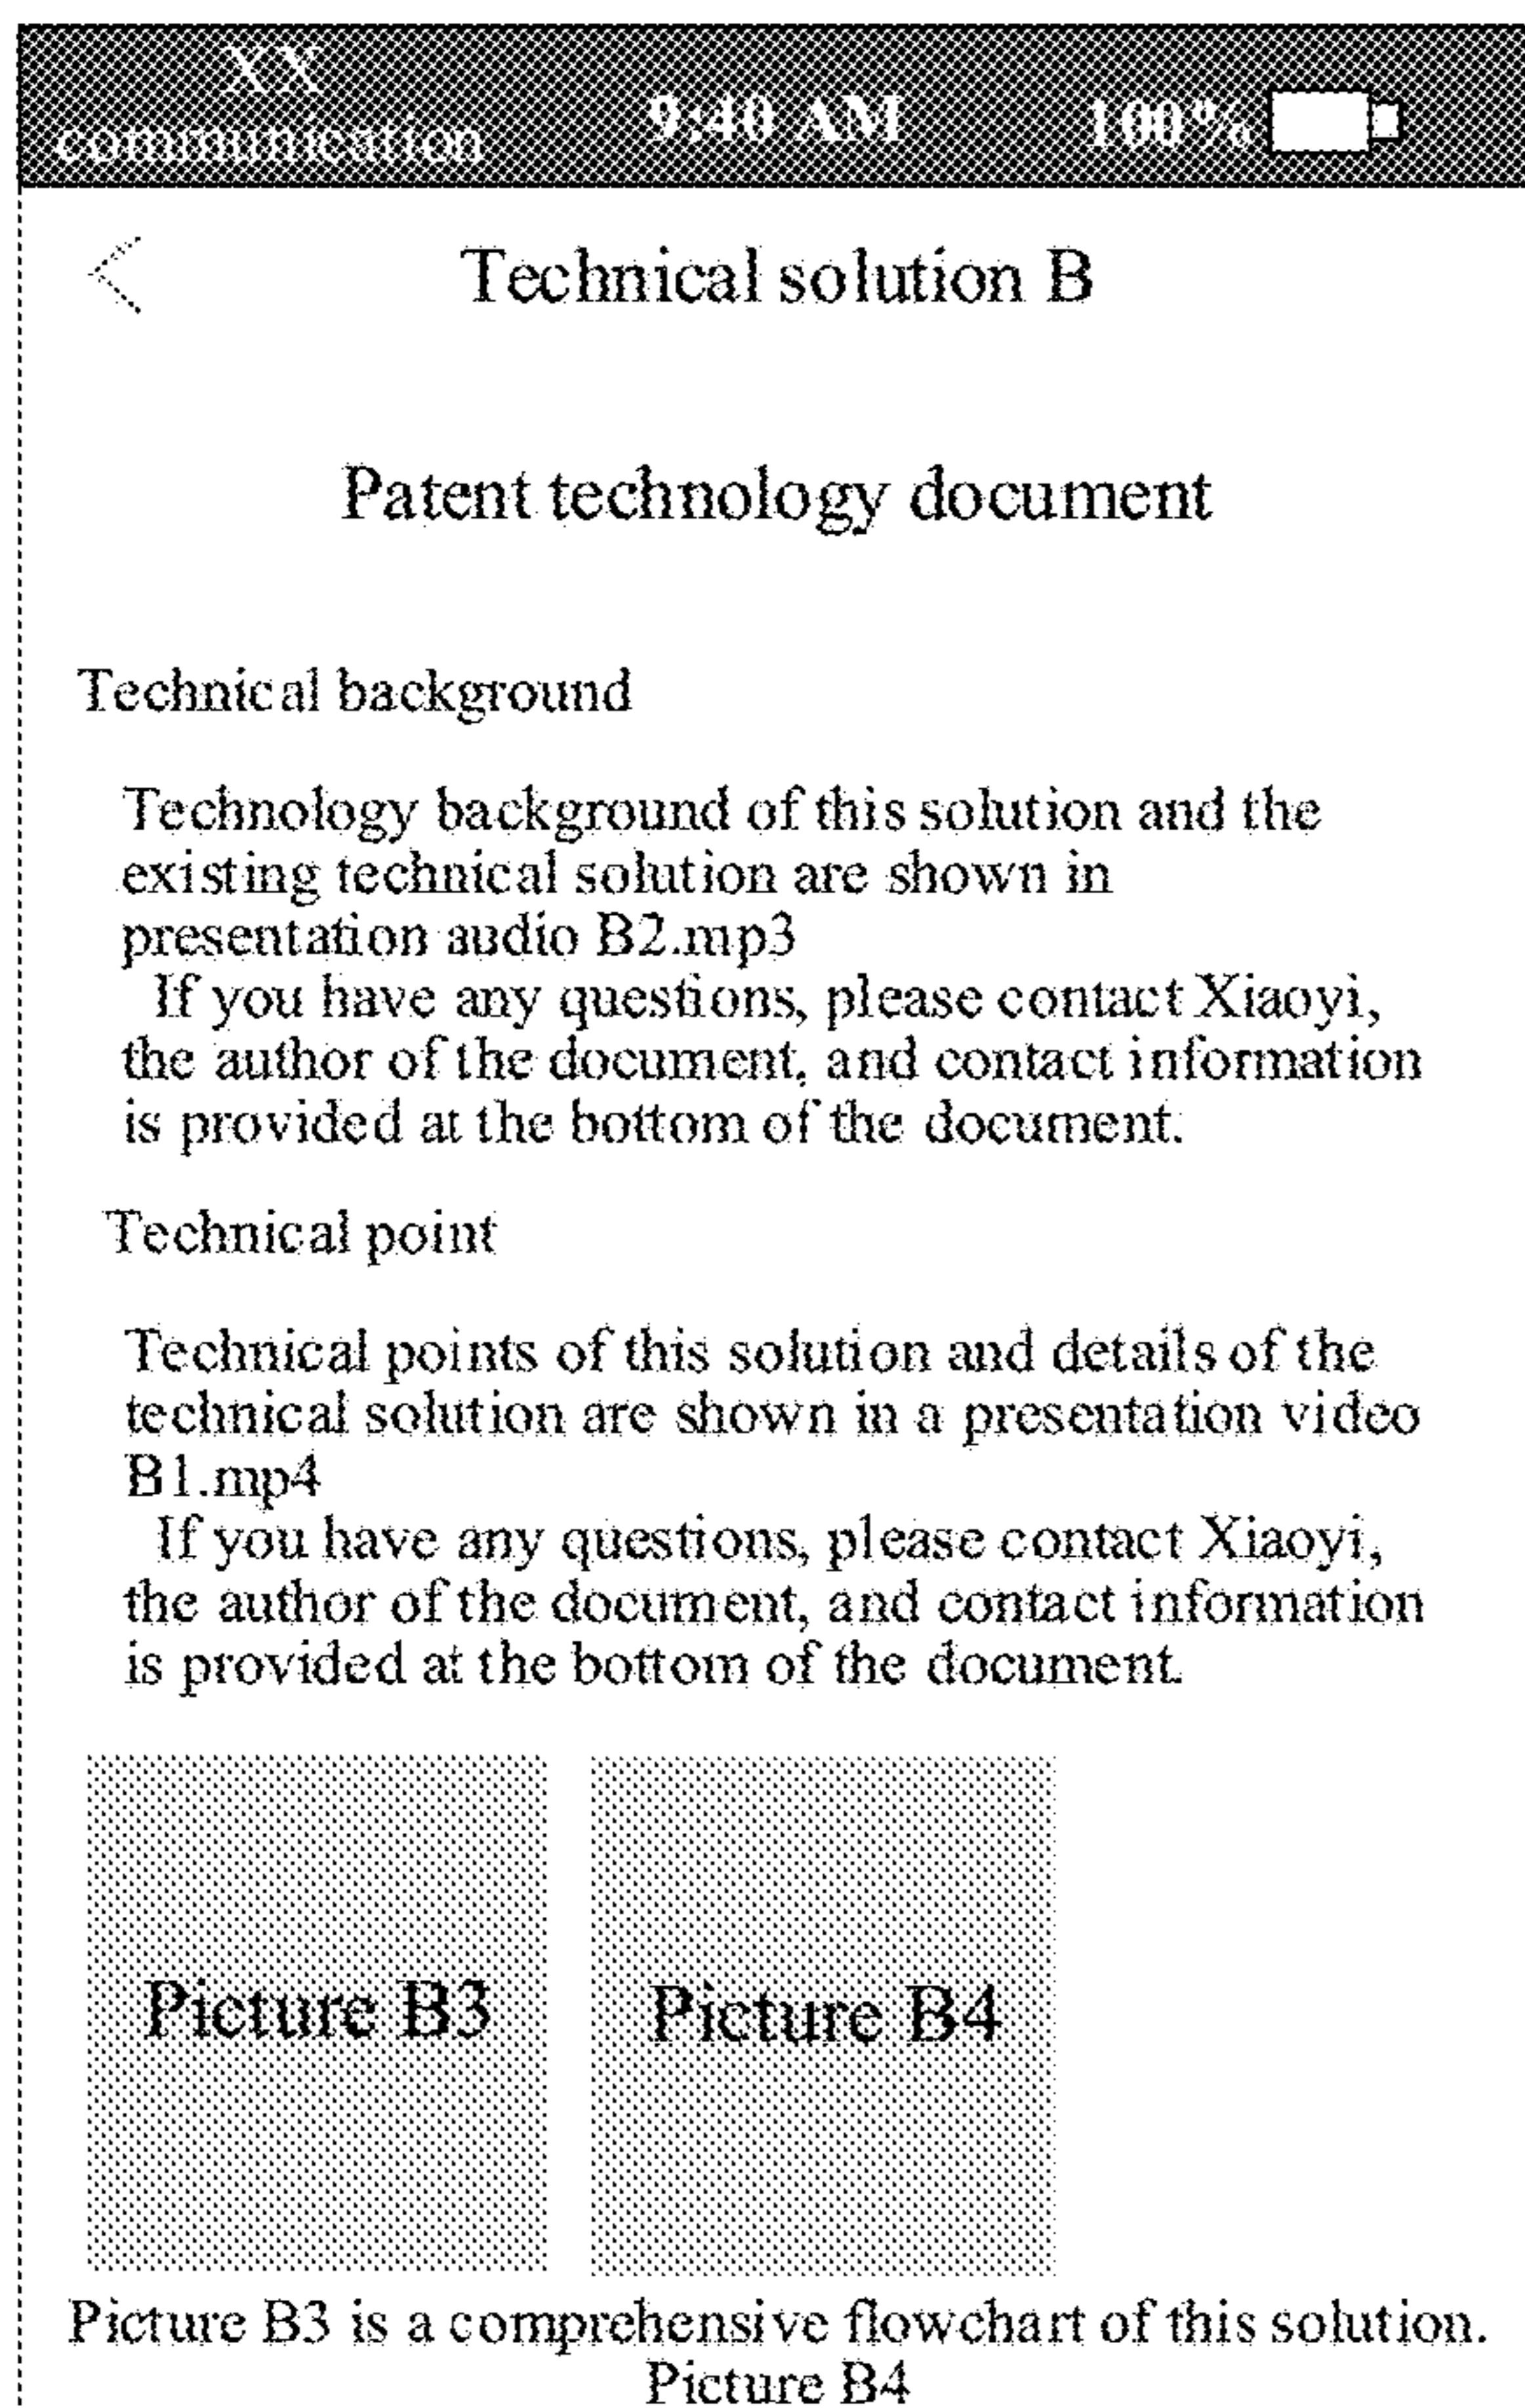 XX
communication
9:40 AM
100%
Technical solution B
Patent technology document
Technical background
Technology background of this solution and the
existing technical solution are shown in
presentation audio B2.mp3
If you have any questions, please contact Xiaoyi,
the author of the document, and contact information
is provided at the bottom of the document.
Technical point
Technical points of this solution and details of the
technical solution are shown in a presentation video
B1.mp4
If you have any questions, please contact Xiaoyi,
the author of the document, and contact information
is provided at the bottom of the document.
Picture B3
Picture B4
Picture B3 is a comprehensive flowchart of this solution.
Picture B4